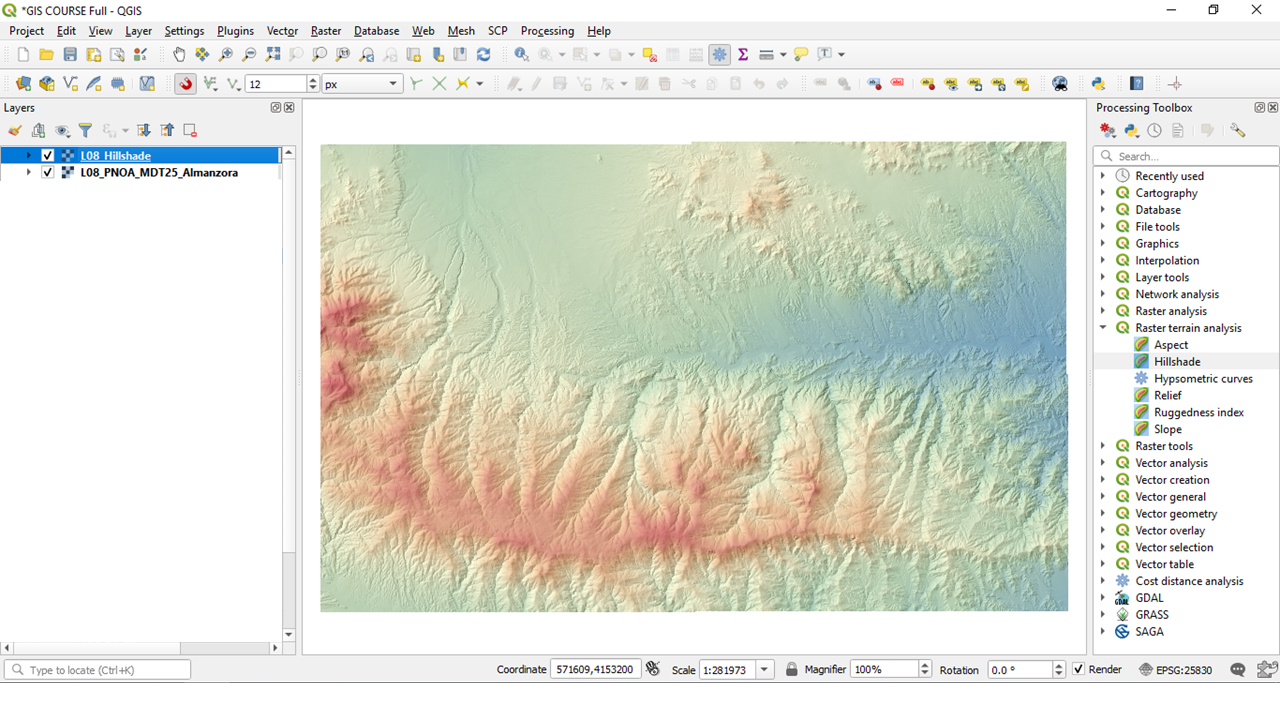 *GIS COURSE Full - QGIS
Project Edit View Layer Settings Plugins Vector Raster Database Web Mesh SCP Processing Help
12 px
Layers
L08_Hillshade
L08_PNOA_MDT25_Almanzora
Processing Toolbox
Search...
Recently used
Cartography
Database
File tools
Graphics
Interpolation
Layer tools
Network analysis
Raster analysis
Raster terrain analysis
Aspect
Hillshade
Hypsometric curves
Relief
Ruggedness index
Slope
Raster tools
Vector analysis
Vector creation
Vector general
Vector geometry
Vector overlay
Vector selection
Vector table
Cost distance analysis
GDAL
GRASS
SAGA
Type to locate (Ctrl+K) Coordinate 571609,4153200 Scale 1:281973 Magnifier 100% Rotation 0.0 ° Render EPSG:25830